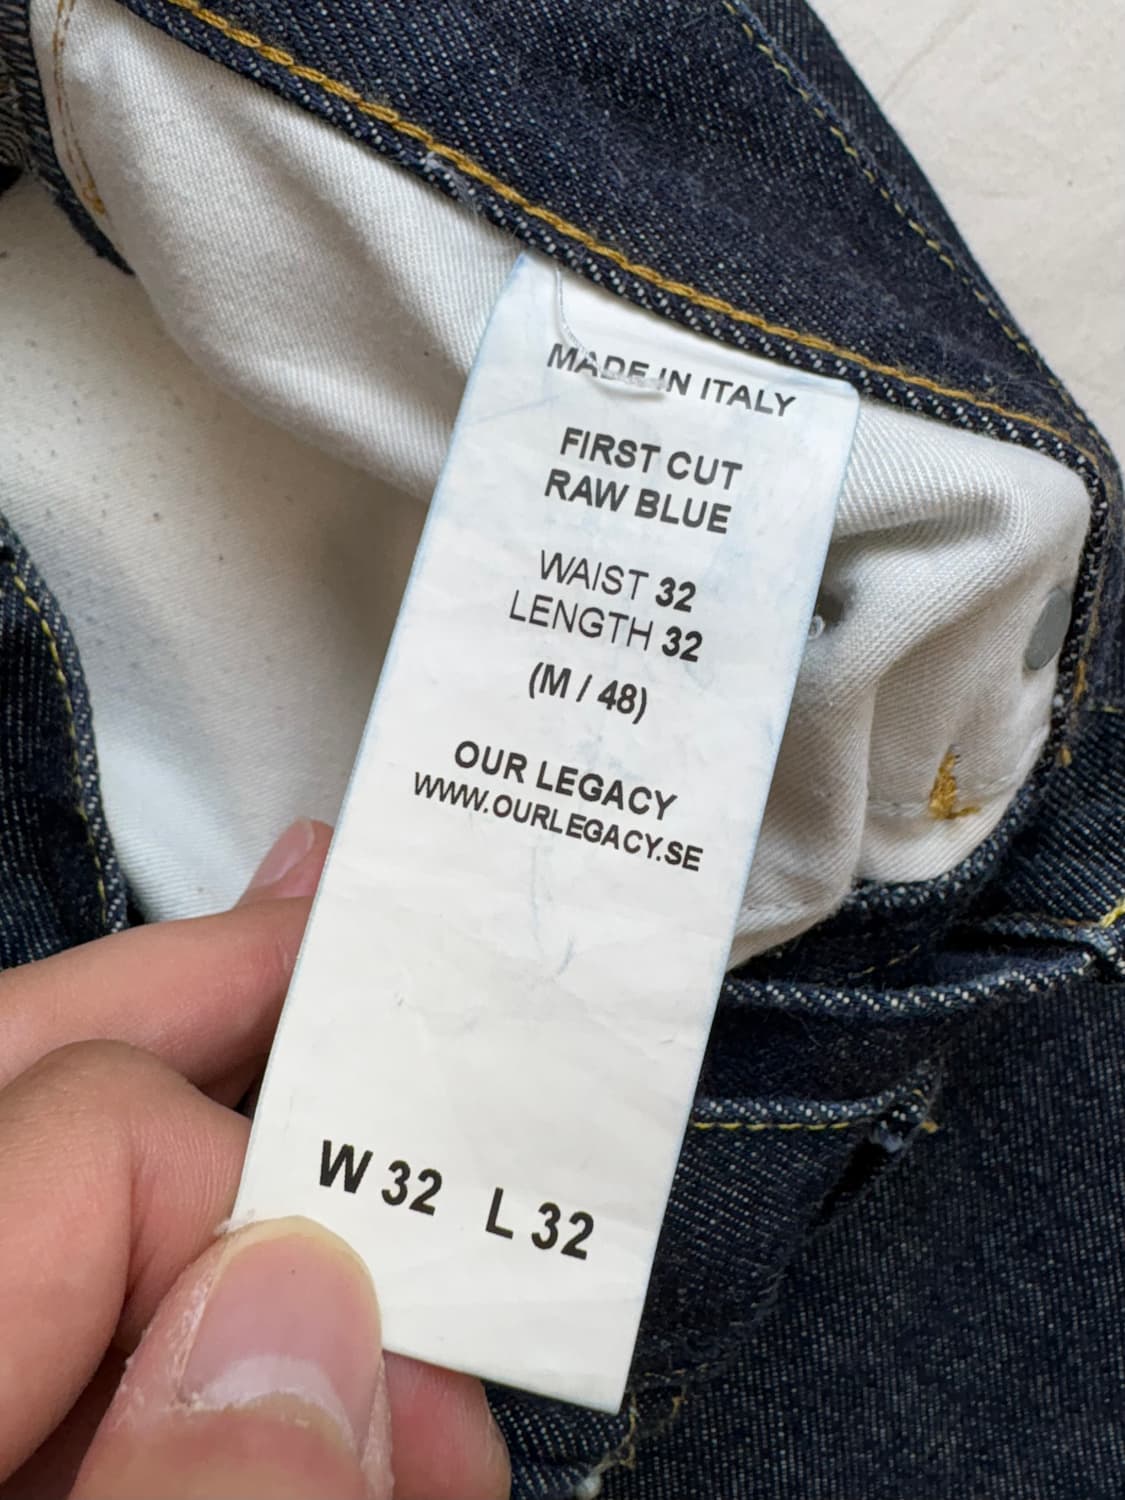 MADE IN ITALY
FIRST CUT
RAW BLUE
WAIST 32
LENGTH 32
(M / 48)
OUR LEGACY
WWW.OURLEGACY.SE
W 32 L 32